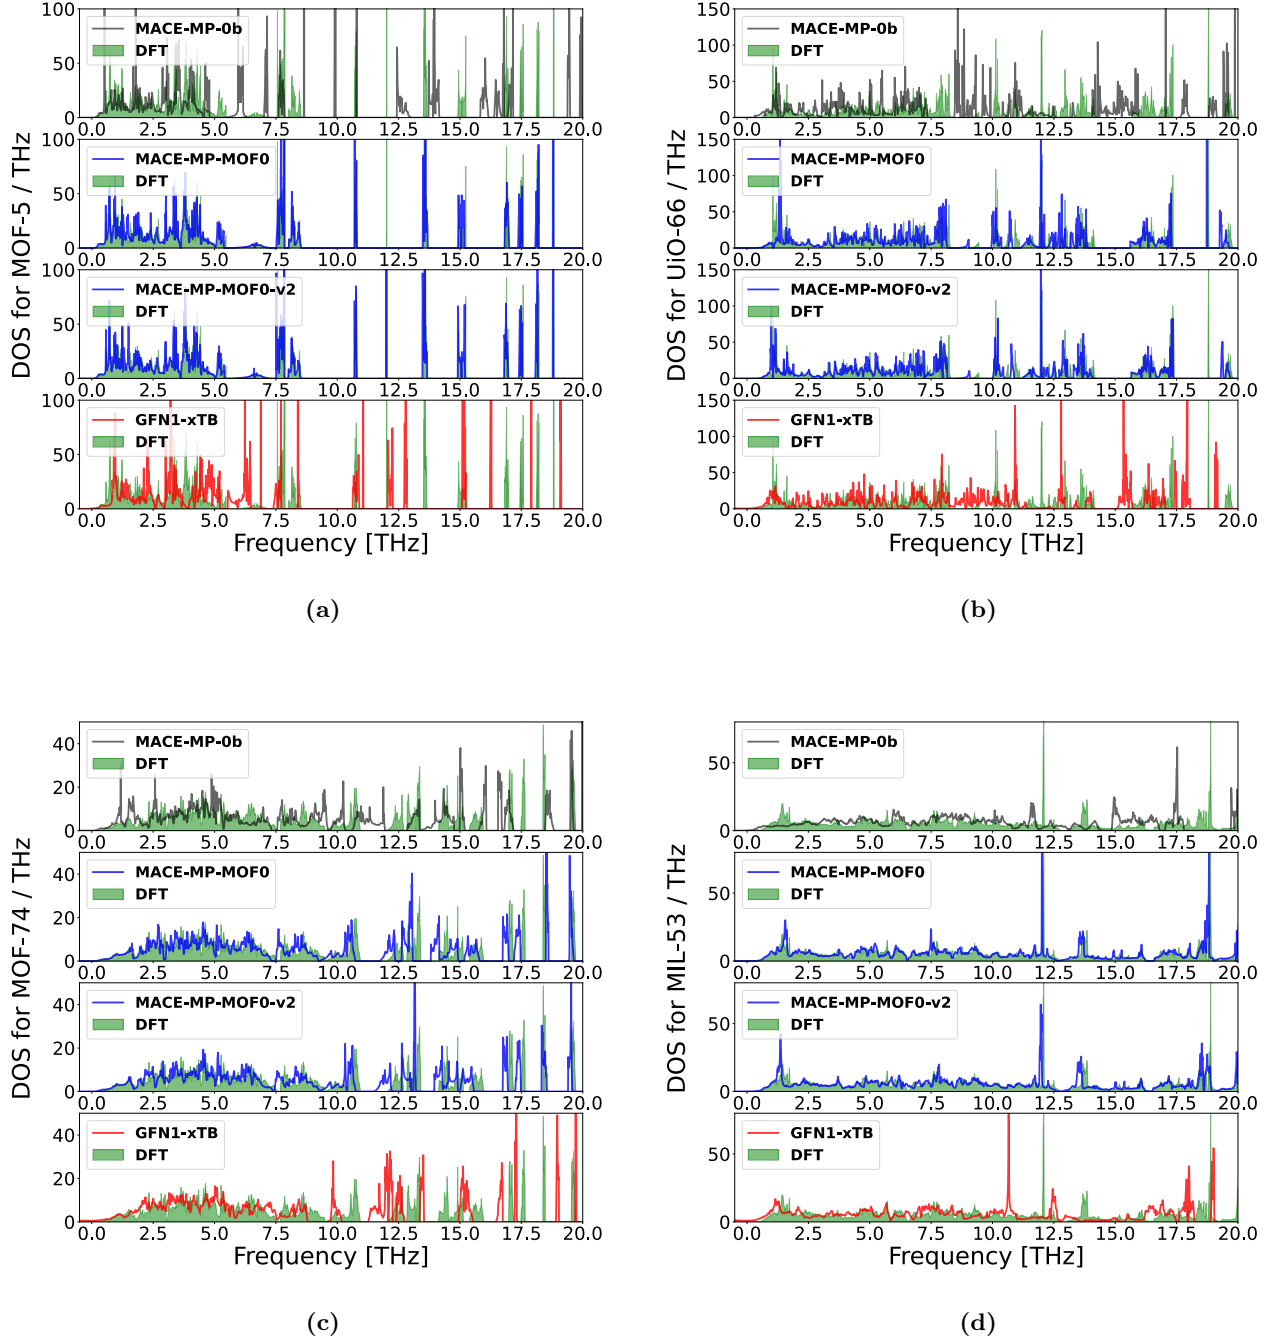 DOS for MOF-5 / THz
100
50
0
MACE-MP-0b
DFT
0.0 2.5 5.0 7.5 10.0 12.5 15.0 17.5 20.0
100
50
0
MACE-MP-MOF0
DFT
0.0 2.5 5.0 7.5 10.0 12.5 15.0 17.5 20.0
100
50
0
MACE-MP-MOF0-v2
DFT
0.0 2.5 5.0 7.5 10.0 12.5 15.0 17.5 20.0
100
50
0
GFN1-xTB
DFT
0.0 2.5 5.0 7.5 10.0 12.5 15.0 17.5 20.0
Frequency [THz]
(a)
DOS for UiO-66 / THz
150
100
50
0
MACE-MP-0b
DFT
0.0 2.5 5.0 7.5 10.0 12.5 15.0 17.5 20.0
150
100
50
0
MACE-MP-MOF0
DFT
0.0 2.5 5.0 7.5 10.0 12.5 15.0 17.5 20.0
150
100
50
0
MACE-MP-MOF0-v2
DFT
0.0 2.5 5.0 7.5 10.0 12.5 15.0 17.5 20.0
150
100
50
0
GFN1-xTB
DFT
0.0 2.5 5.0 7.5 10.0 12.5 15.0 17.5 20.0
Frequency [THz]
(b)
DOS for MOF-74 / THz
40
20
0
MACE-MP-0b
DFT
0.0 2.5 5.0 7.5 10.0 12.5 15.0 17.5 20.0
40
20
0
MACE-MP-MOF0
DFT
0.0 2.5 5.0 7.5 10.0 12.5 15.0 17.5 20.0
40
20
0
MACE-MP-MOF0-v2
DFT
0.0 2.5 5.0 7.5 10.0 12.5 15.0 17.5 20.0
40
20
0
GFN1-xTB
DFT
0.0 2.5 5.0 7.5 10.0 12.5 15.0 17.5 20.0
Frequency [THz]
(c)
DOS for MIL-53 / THz
50
0
MACE-MP-0b
DFT
0.0 2.5 5.0 7.5 10.0 12.5 15.0 17.5 20.0
50
0
MACE-MP-MOF0
DFT
0.0 2.5 5.0 7.5 10.0 12.5 15.0 17.5 20.0
50
0
MACE-MP-MOF0-v2
DFT
0.0 2.5 5.0 7.5 10.0 12.5 15.0 17.5 20.0
50
0
GFN1-xTB
DFT
0.0 2.5 5.0 7.5 10.0 12.5 15.0 17.5 20.0
Frequency [THz]
(d)